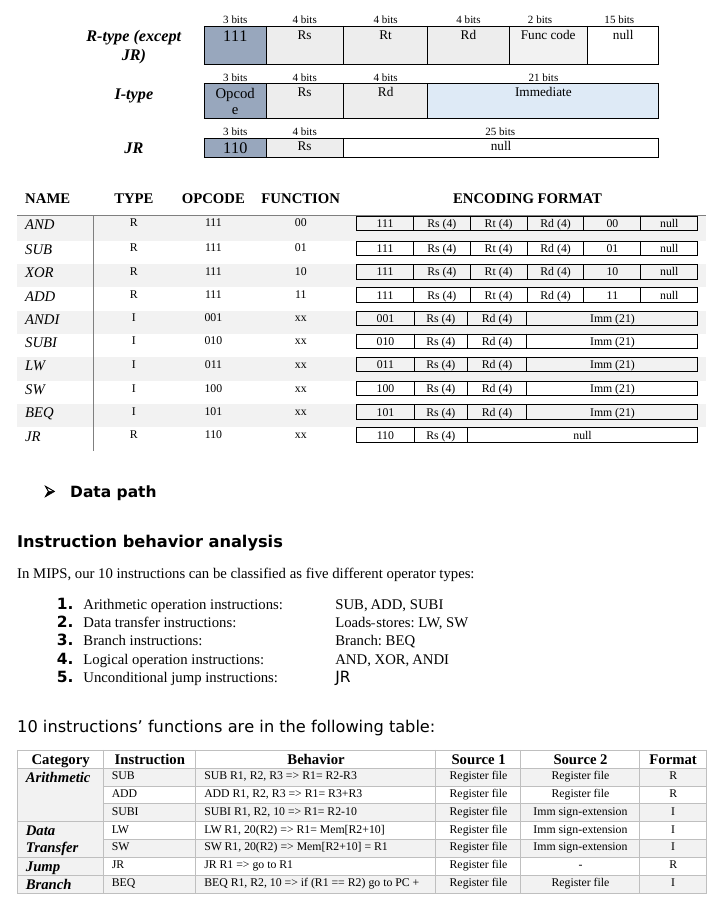 3 bits 4 bits 4 bits 4 bits 2 bits 15 bits
R-type (except JR) 111 Rs Rt Rd Func code null
3 bits 4 bits 4 bits 21 bits
I-type Opcode Rs Rd Immediate
3 bits 4 bits 25 bits
JR 110 Rs null
NAME TYPE OPCODE FUNCTION ENCODING FORMAT
AND R 111 00 111 Rs (4) Rt (4) Rd (4) 00 null
SUB R 111 01 111 Rs (4) Rt (4) Rd (4) 01 null
XOR R 111 10 111 Rs (4) Rt (4) Rd (4) 10 null
ADD R 111 11 111 Rs (4) Rt (4) Rd (4) 11 null
ANDI I 001 xx 001 Rs (4) Rd (4) Imm (21)
SUBI I 010 xx 010 Rs (4) Rd (4) Imm (21)
LW I 011 xx 011 Rs (4) Rd (4) Imm (21)
SW I 100 xx 100 Rs (4) Rd (4) Imm (21)
BEQ I 101 xx 101 Rs (4) Rd (4) Imm (21)
JR R 110 xx 110 Rs (4) null
➢ Data path
Instruction behavior analysis
In MIPS, our 10 instructions can be classified as five different operator types:
1. Arithmetic operation instructions: SUB, ADD, SUBI
2. Data transfer instructions: Loads-stores: LW, SW
3. Branch instructions: Branch: BEQ
4. Logical operation instructions: AND, XOR, ANDI
5. Unconditional jump instructions: JR
10 instructions’ functions are in the following table:
Category Instruction Behavior Source 1 Source 2 Format
Arithmetic SUB SUB R1, R2, R3 => R1= R2-R3 Register file Register file R
ADD ADD R1, R2, R3 => R1= R3+R3 Register file Register file R
SUBI SUBI R1, R2, 10 => R1= R2-10 Register file Imm sign-extension I
Data Transfer LW LW R1, 20(R2) => R1= Mem[R2+10] Register file Imm sign-extension I
SW SW R1, 20(R2) => Mem[R2+10] = R1 Register file Imm sign-extension I
Jump JR JR R1 => go to R1 Register file - R
Branch BEQ BEQ R1, R2, 10 => if (R1 == R2) go to PC + Register file Register file I